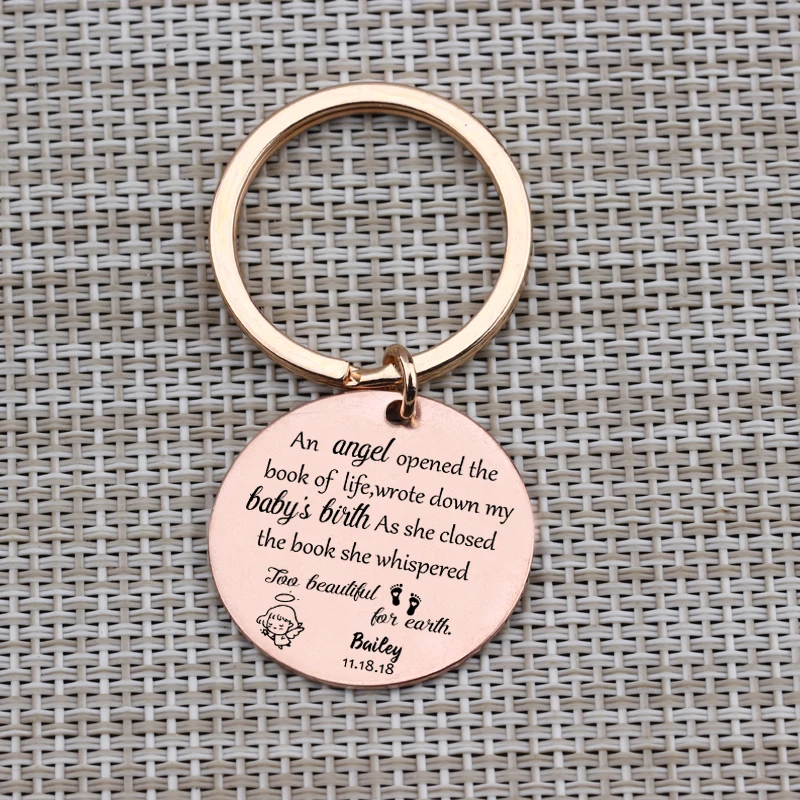 An angel opened the
book of life,wrote down my
baby's birth As she closed
the book she whispered
Too beautiful
for earth.
Bailey
11.18.18